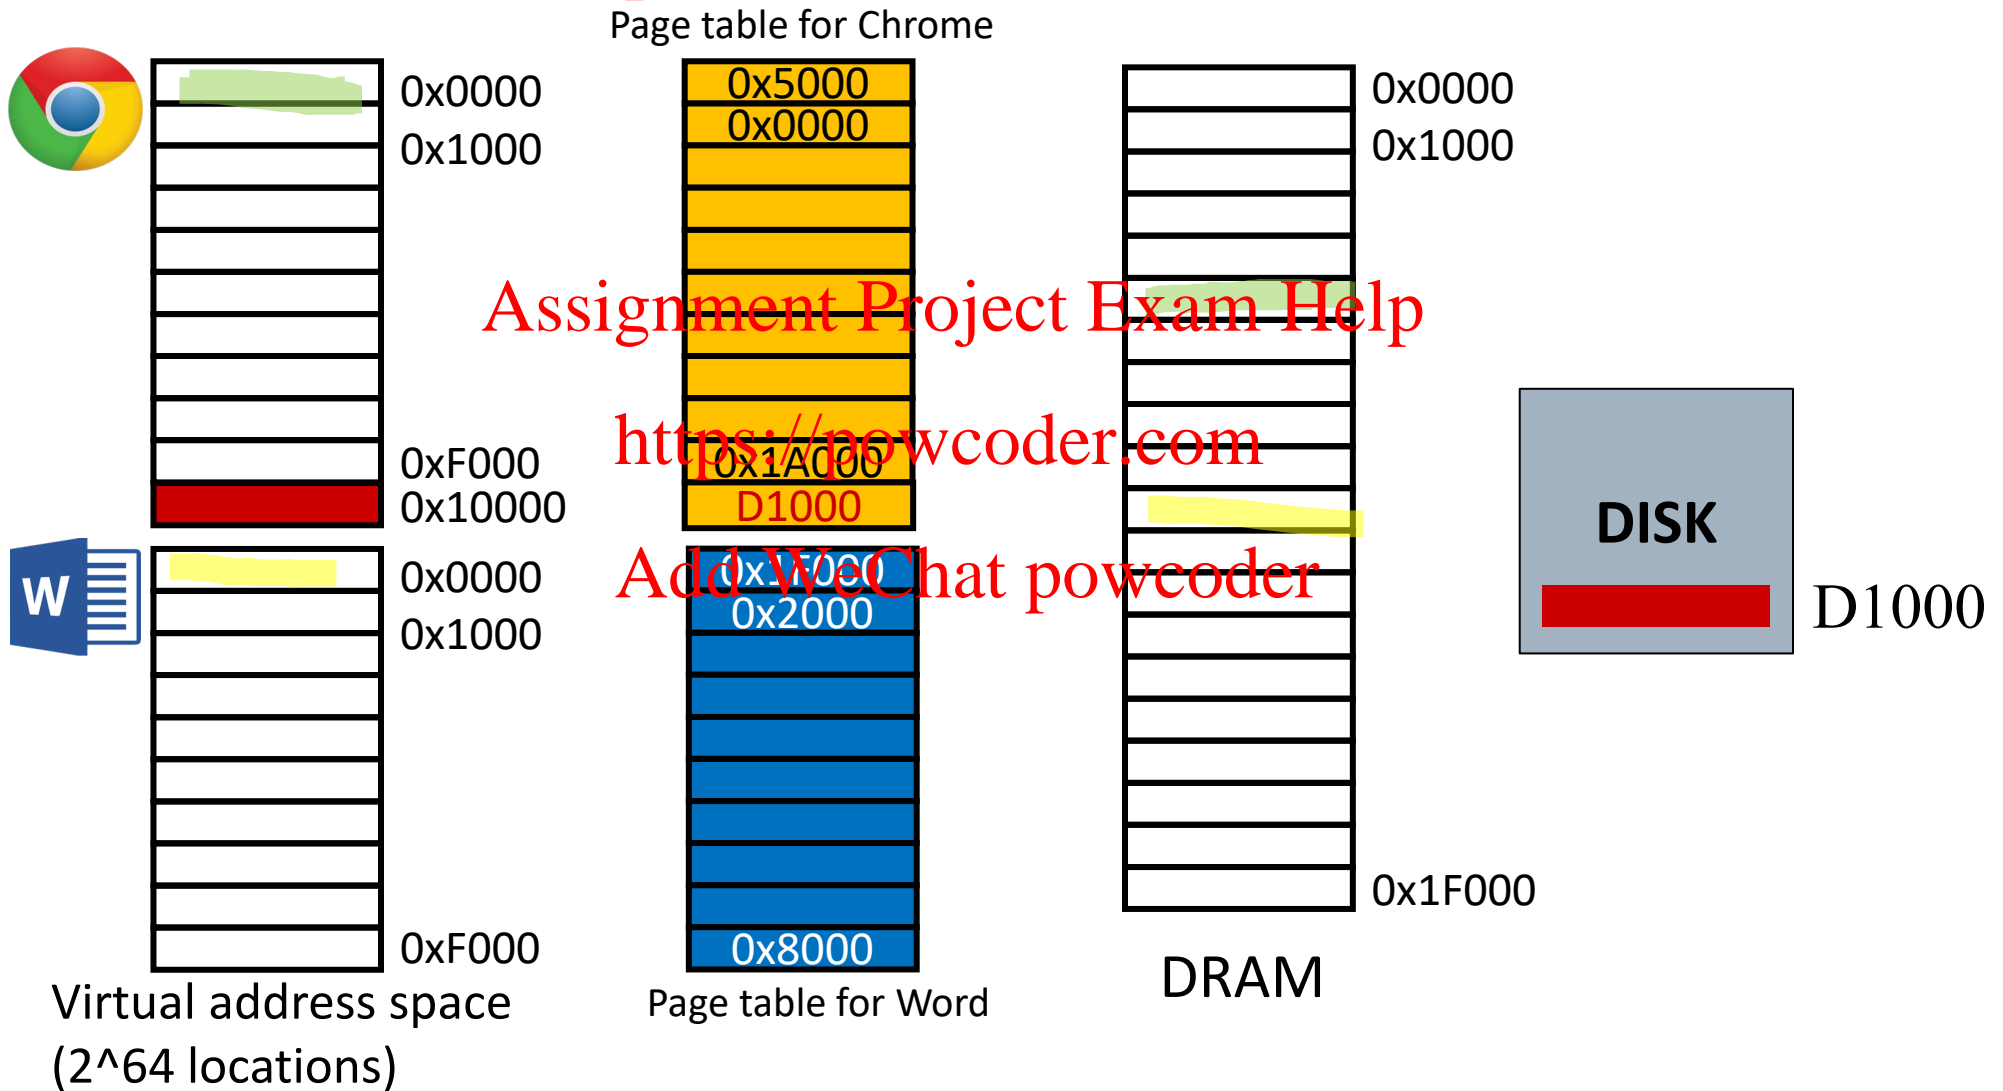 Page table for Chrome
0x0000
0x1000
0xF000
0x10000
0x5000
0x0000
0x1A000
D1000
0x0000
0x1000
0x1F000
DRAM
Assignment Project Exam Help
https://powcoder.com
Add WeChat powcoder
DISK
D1000
W
0x0000
0x1000
0xF000
0x1F000
0x2000
0x8000
Virtual address space
(2^64 locations)
Page table for Word